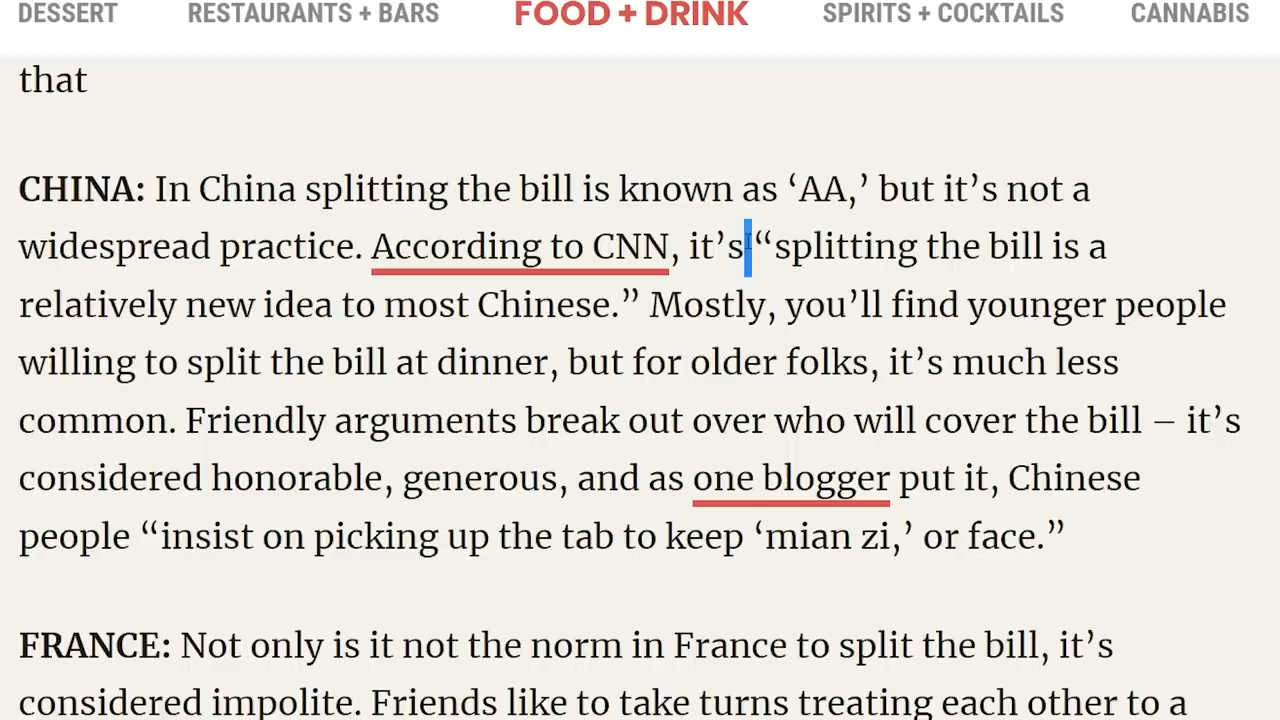 DESSERT RESTAURANTS + BARS FOOD + DRINK SPIRITS + COCKTAILS CANNABIS
that
CHINA: In China splitting the bill is known as ‘AA,’ but it’s not a
widespread practice. According to CNN, it’s “splitting the bill is a
relatively new idea to most Chinese.” Mostly, you’ll find younger people
willing to split the bill at dinner, but for older folks, it’s much less
common. Friendly arguments break out over who will cover the bill – it’s
considered honorable, generous, and as one blogger put it, Chinese
people “insist on picking up the tab to keep ‘mian zi,’ or face.”
FRANCE: Not only is it not the norm in France to split the bill, it’s
considered impolite. Friends like to take turns treating each other to a